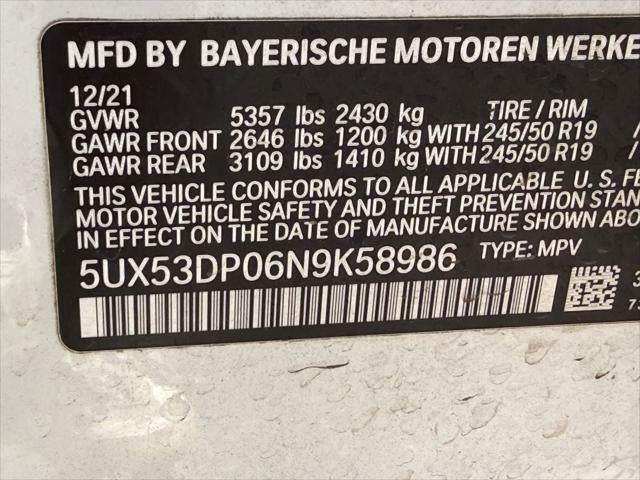 MFD BY BAYERISCHE MOTOREN WERKE
12/21
GVWR 5357 lbs 2430 kg TIRE / RIM
GAWR FRONT 2646 lbs 1200 kg WITH 245/50 R19 /
GAWR REAR 3109 lbs 1410 kg WITH 245/50 R19 /
THIS VEHICLE CONFORMS TO ALL APPLICABLE U. S. FE
MOTOR VEHICLE SAFETY AND THEFT PREVENTION STAN
IN EFFECT ON THE DATE OF MANUFACTURE SHOWN ABO
5UX53DP06N9K58986 TYPE: MPV